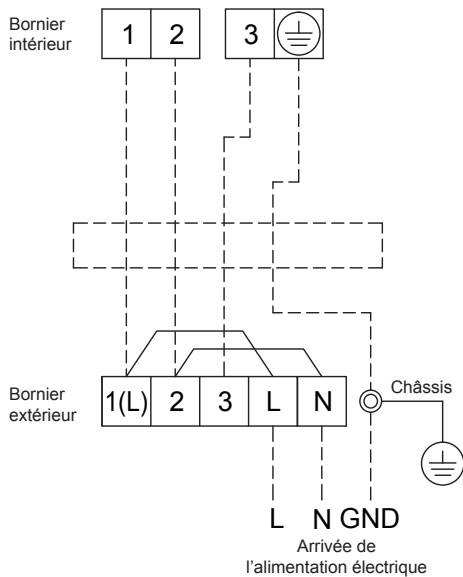 Bornier
intérieur
1 2 3
Bornier
extérieur
1(L) 2 3 L N
Châssis
L N GND
Arrivée de
l'alimentation électrique